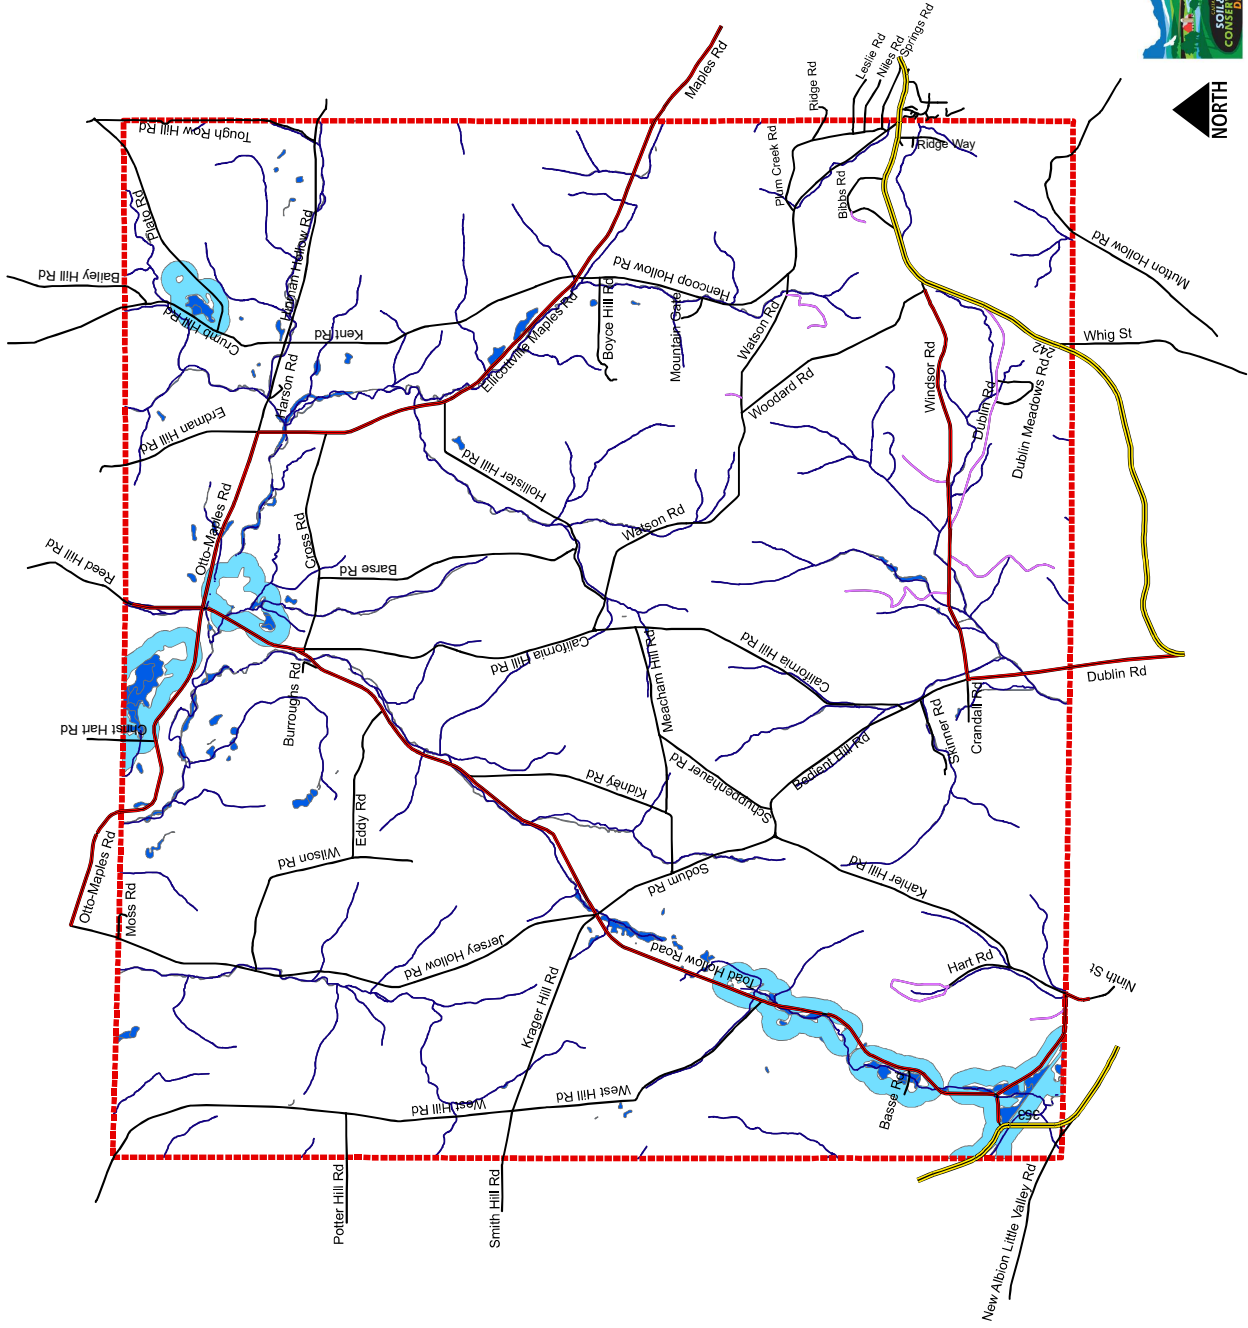 SOIL
CONSER
Springs Rd
Leslie Rd
Niles Rd
Maples Rd
Ridge Rd
NORTH
Tough Row Hill Rd
Plum Creek Rd
Ridge Way
Bibbs Rd
Plato Rd
Hinman Hollow Rd
Mutton Hollow Rd
Bailey Hill Rd
Hencoop Hollow Rd
Crumb Hill Rd
Kent Rd
Ellicottville Maples Rd
Boyce Hill Rd
Mountain Gate
Watson Rd
Whig St
242
Harson Rd
Woodard Rd
Windsor Rd
Dublin Rd
Dublin Meadows Rd
Erdman Hill Rd
Hollister Hill Rd
Otto-Maples Rd
Cross Rd
Watson Rd
Reed Hill Rd
Barse Rd
California Hill Rd
Meacham Hill Rd
California Hill Rd
Dublin Rd
Burroughs Rd
Christ Hart Rd
Crandall Rd
Skinner Rd
Bedient Hill Rd
Kidney Rd
Schuppenhauer Rd
Eddy Rd
Wilson Rd
Otto-Maples Rd
Moss Rd
Sodum Rd
Kahler Hill Rd
Jersey Hollow Rd
Toad Hollow Road
Hart Rd
Ninth St
Krager Hill Rd
West Hill Rd
West Hill Rd
Basse Rd
353
Potter Hill Rd
Smith Hill Rd
New Albion Little Valley Rd